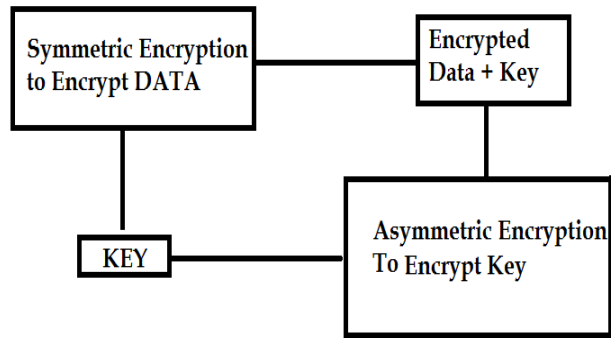 Symmetric Encryption
to Encrypt DATA
Encrypted
Data + Key
KEY
Asymmetric Encryption
To Encrypt Key